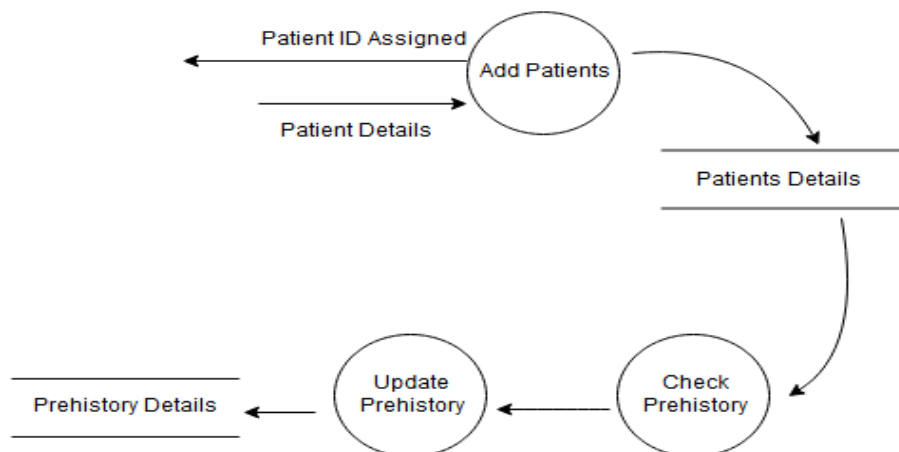 Patient ID Assigned
Add Patients
Patient Details
Patients Details
Update
Prehistory
Check
Prehistory
Prehistory Details